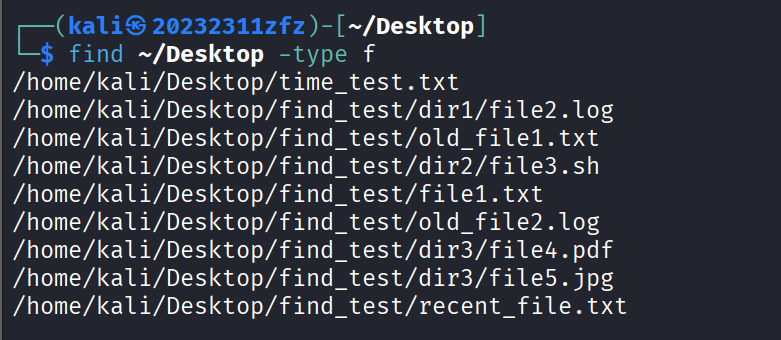 ┌──(kali㉿20232311zfz)-[~/Desktop]
└─$ find ~/Desktop -type f
/home/kali/Desktop/time_test.txt
/home/kali/Desktop/find_test/dir1/file2.log
/home/kali/Desktop/find_test/old_file1.txt
/home/kali/Desktop/find_test/dir2/file3.sh
/home/kali/Desktop/find_test/file1.txt
/home/kali/Desktop/find_test/old_file2.log
/home/kali/Desktop/find_test/dir3/file4.pdf
/home/kali/Desktop/find_test/dir3/file5.jpg
/home/kali/Desktop/find_test/recent_file.txt